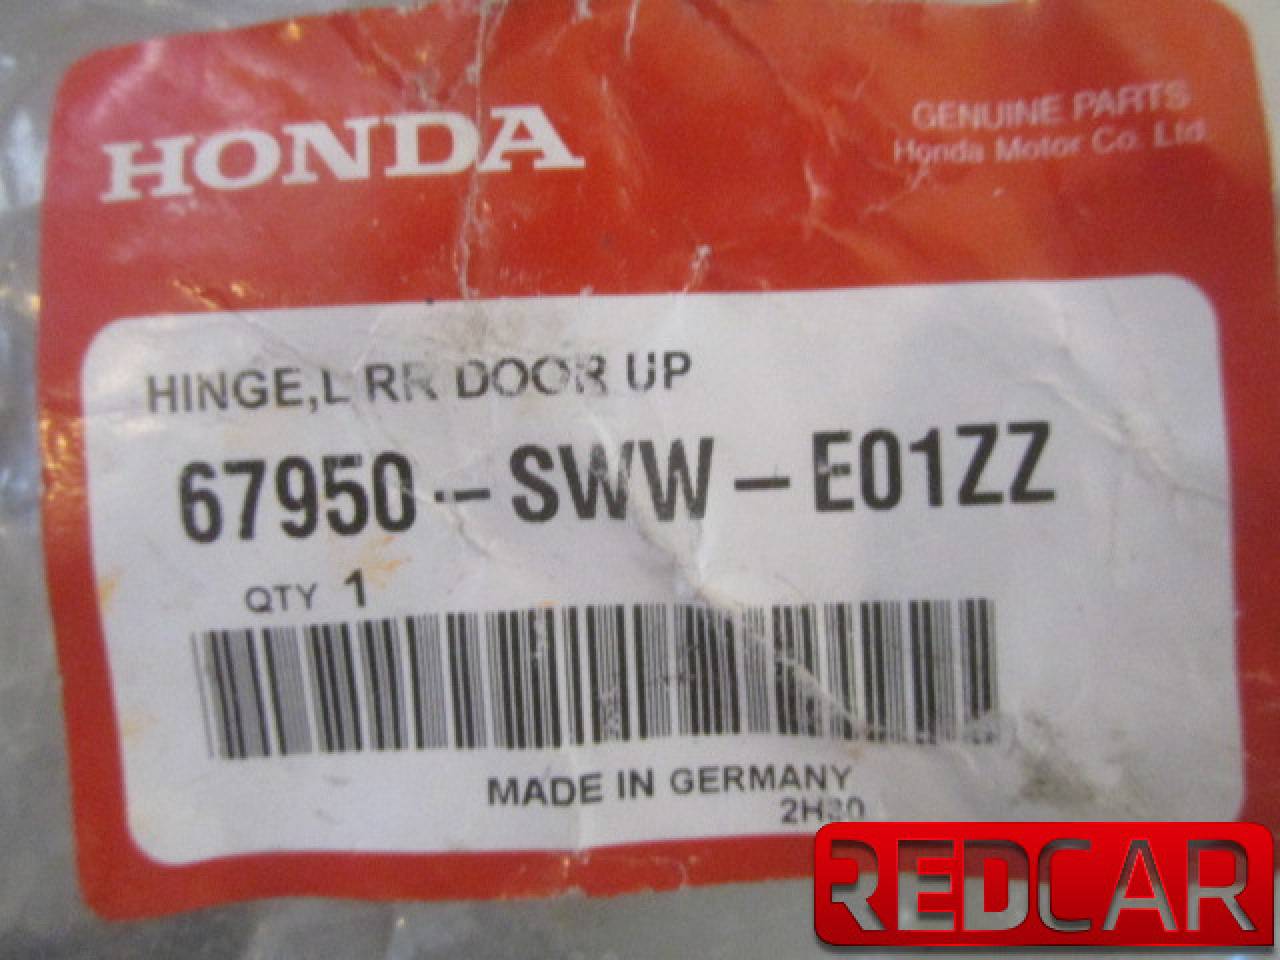 HONDA
GENUINE PARTS
Honda Motor Co. Ltd.
HINGE,L RR DOOR UP
67950-SWW-E01ZZ
QTY 1
MADE IN GERMANY
2H30
REDCAR